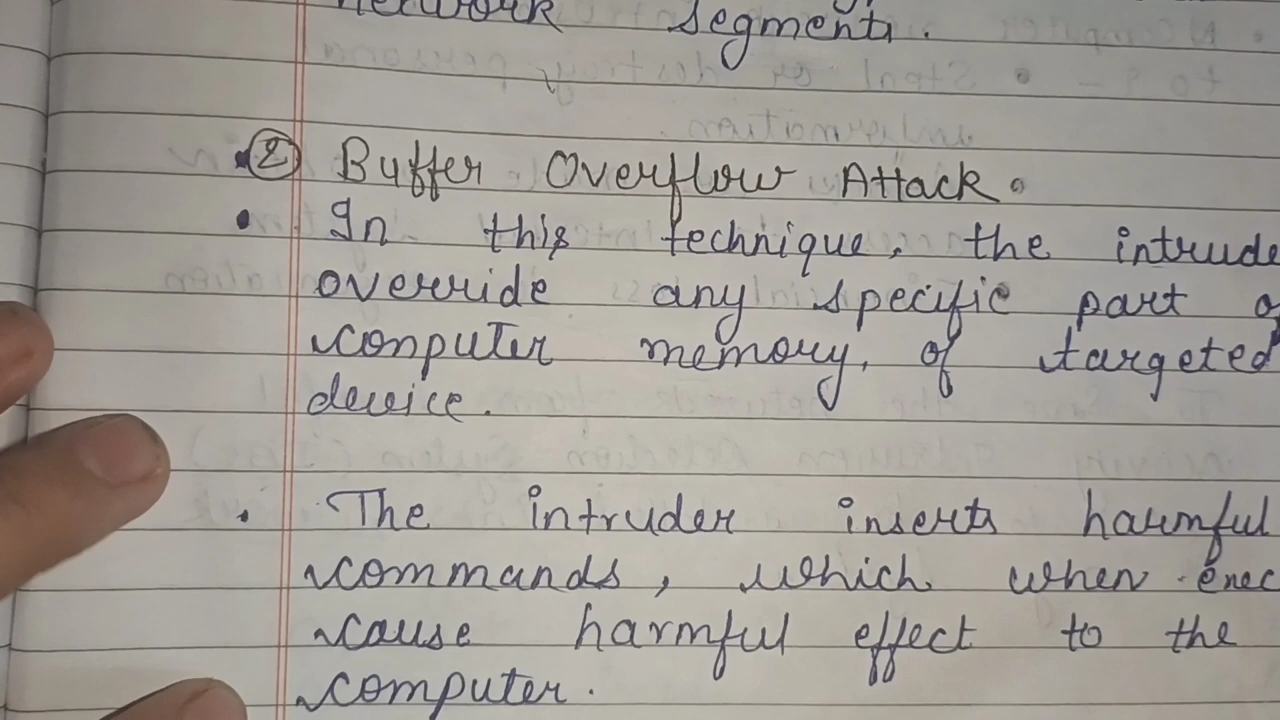 network segments.
② Buffer Overflow Attack.
• In this technique, the intrude
override any specific part o
computer memory, of targeted
device.
• The intruder inserts harmful
commands, which when exec
cause harmful effect to the
computer.